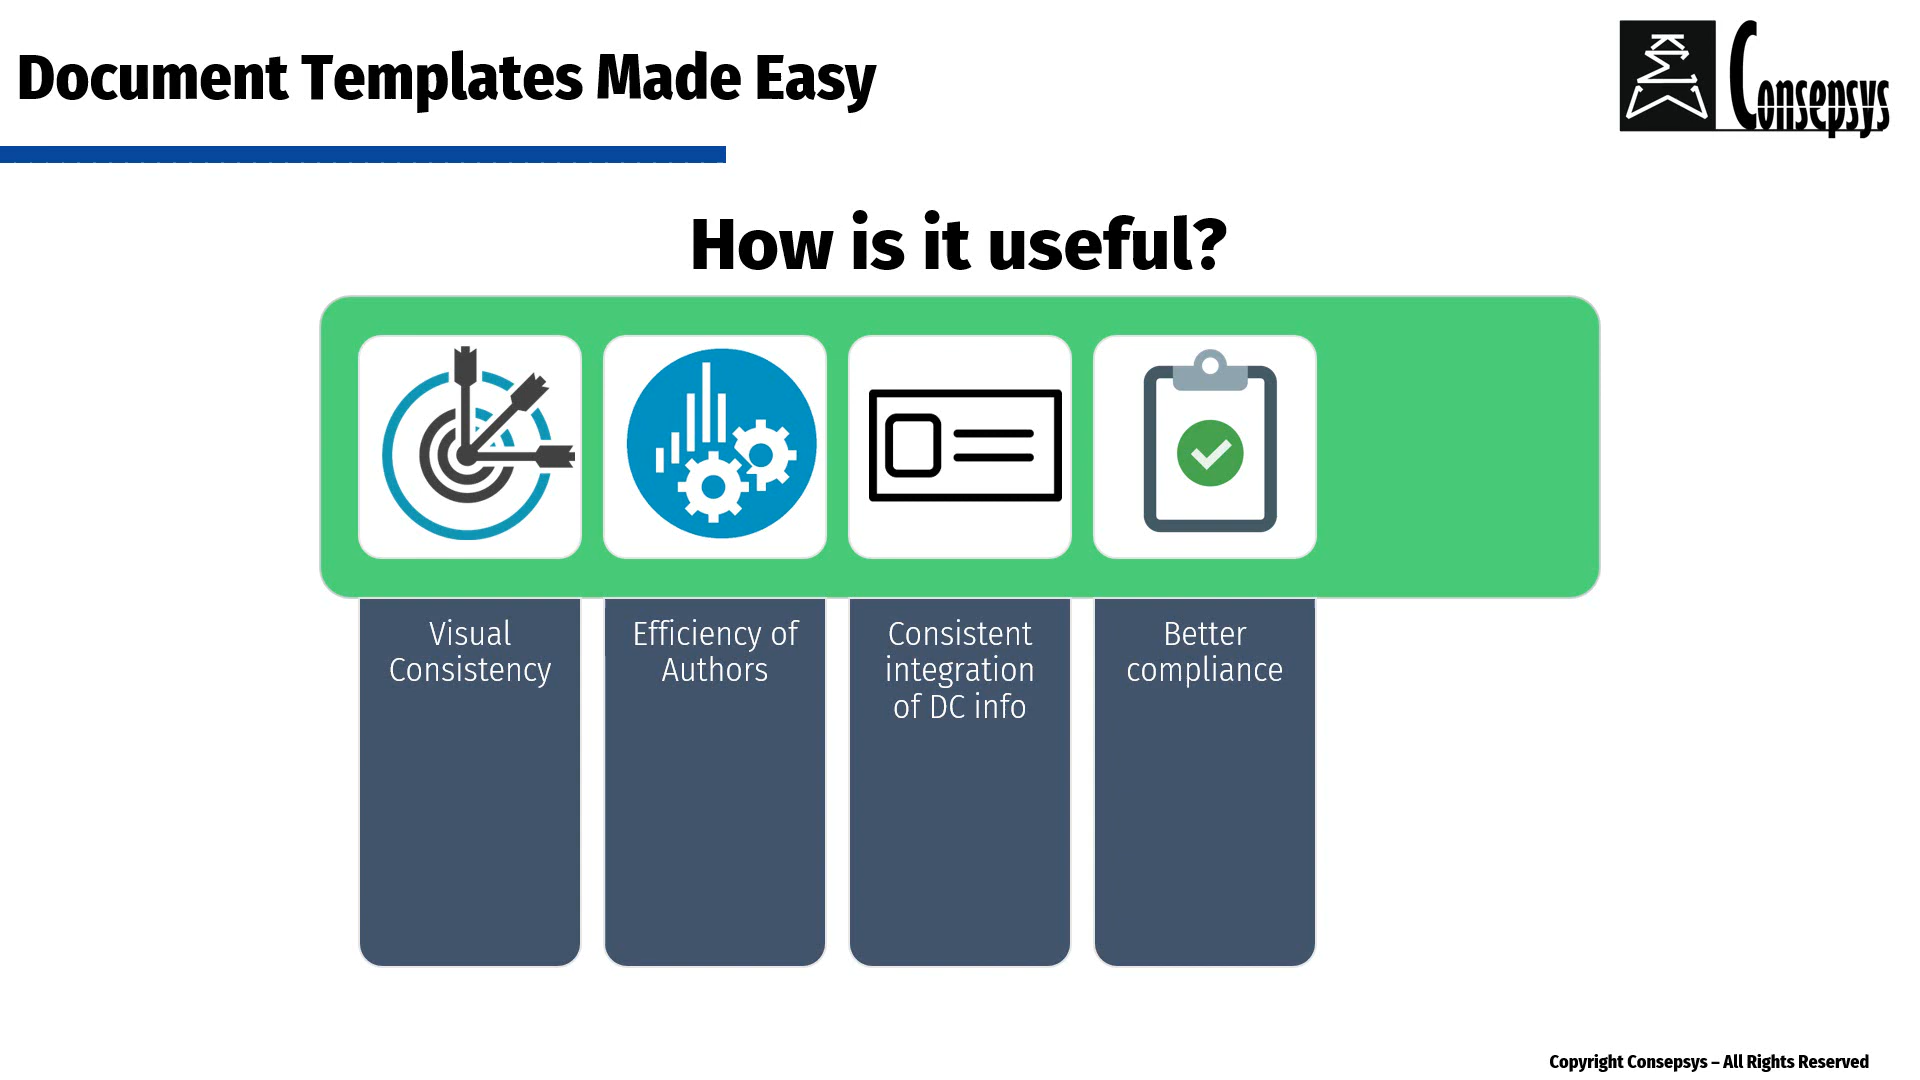 Document Templates Made Easy
Consepsys
How is it useful?
Visual
Consistency
Efficiency of
Authors
Consistent
integration
of DC info
Better
compliance
Copyright Consepsys – All Rights Reserved